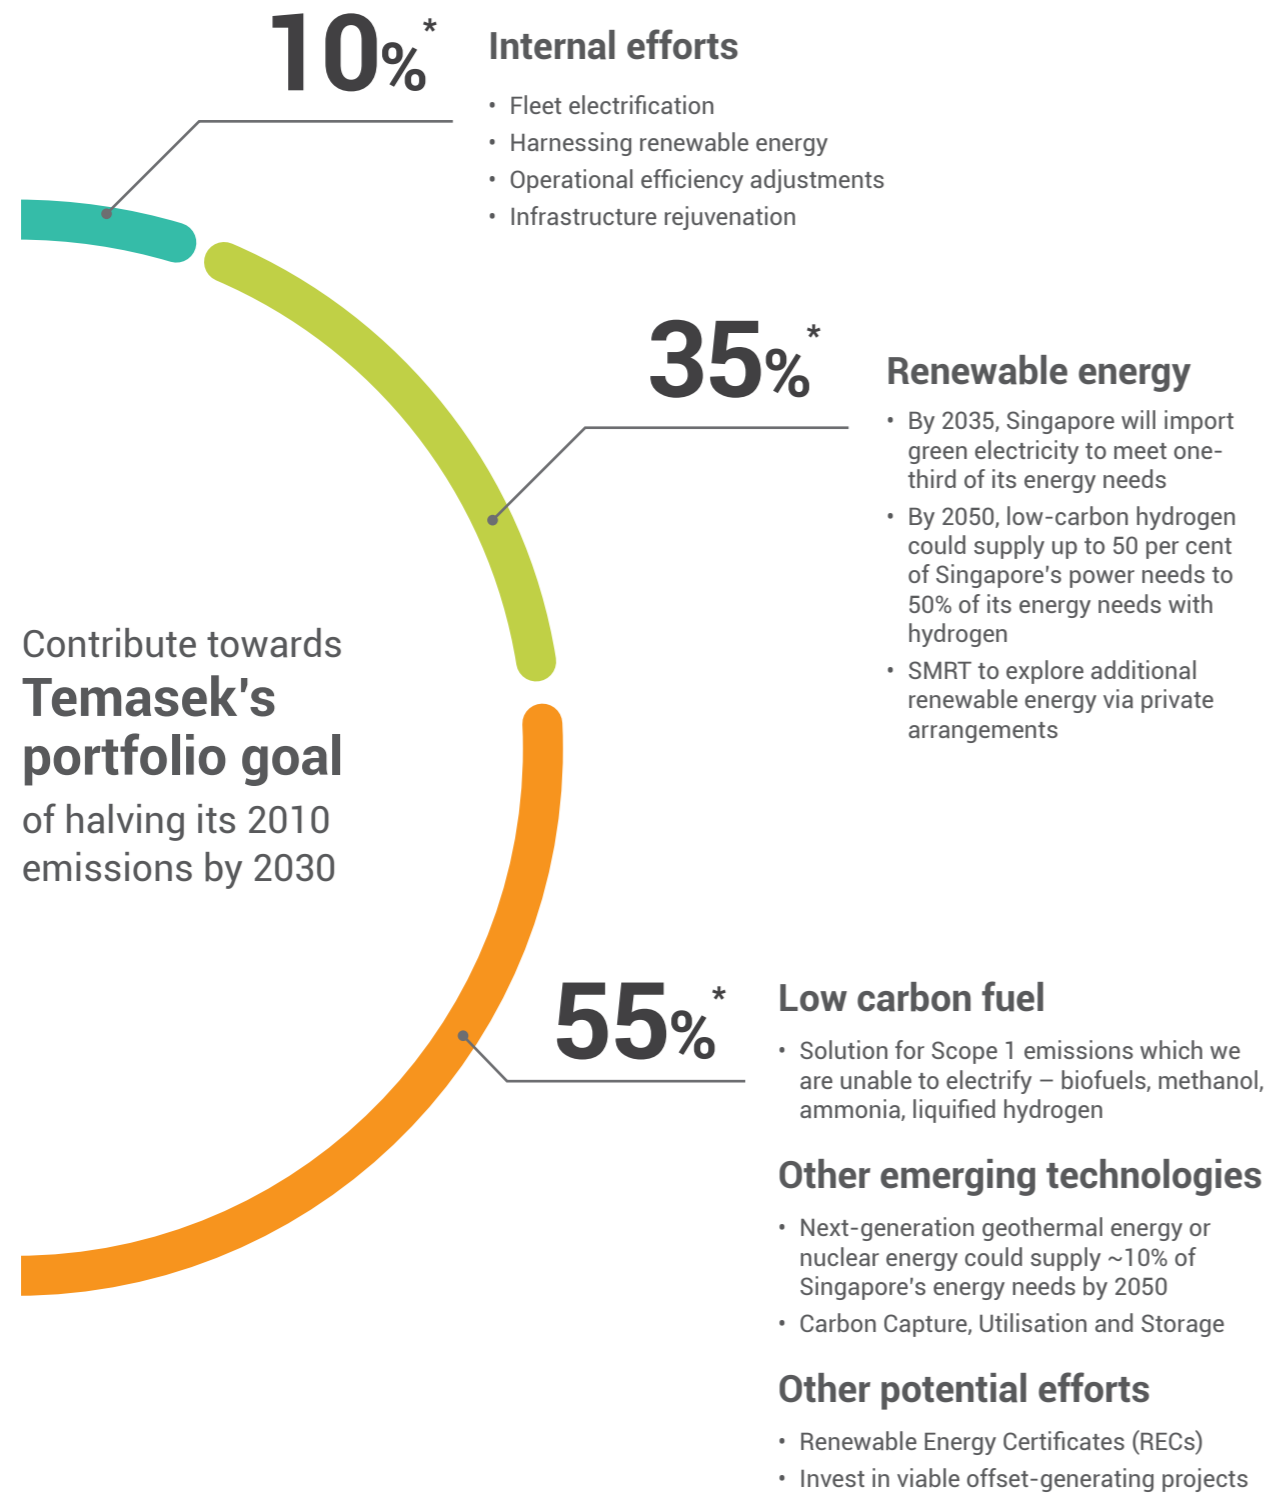 10%*
Internal efforts
• Fleet electrification
• Harnessing renewable energy
• Operational efficiency adjustments
• Infrastructure rejuvenation
35%*
Renewable energy
• By 2035, Singapore will import
green electricity to meet one-
third of its energy needs
• By 2050, low-carbon hydrogen
could supply up to 50 per cent
of Singapore's power needs to
50% of its energy needs with
hydrogen
• SMRT to explore additional
renewable energy via private
arrangements
Contribute towards
Temasek's
portfolio goal
of halving its 2010
emissions by 2030
55%*
Low carbon fuel
• Solution for Scope 1 emissions which we
are unable to electrify – biofuels, methanol,
ammonia, liquified hydrogen
Other emerging technologies
• Next-generation geothermal energy or
nuclear energy could supply ~10% of
Singapore's energy needs by 2050
• Carbon Capture, Utilisation and Storage
Other potential efforts
• Renewable Energy Certificates (RECs)
• Invest in viable offset-generating projects